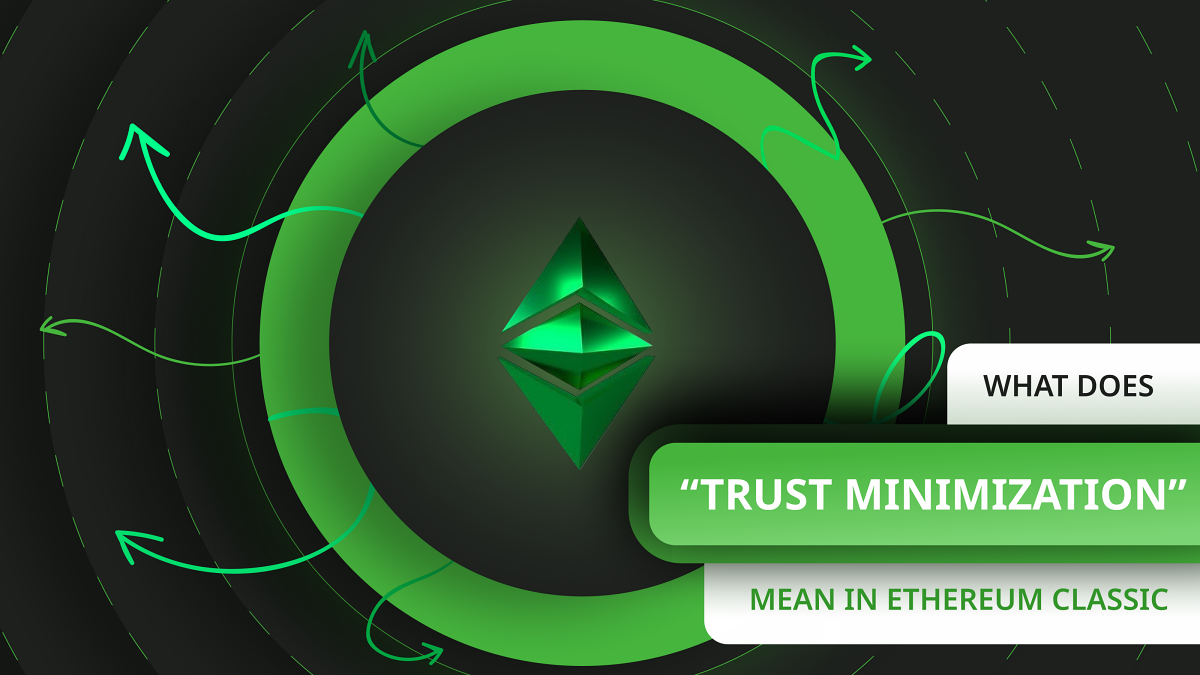 WHAT DOES
“TRUST MINIMIZATION”
MEAN IN ETHEREUM CLASSIC